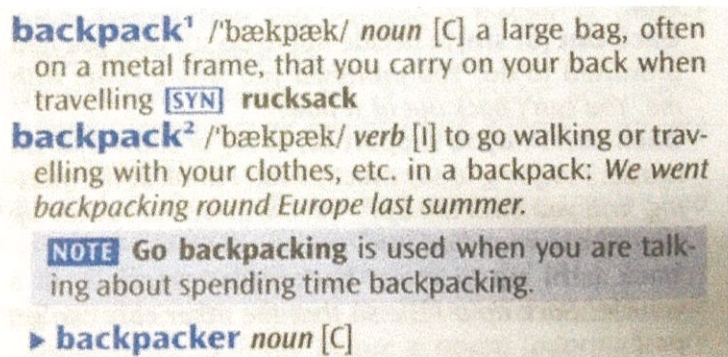 backpack¹ /ˈbækpæk/ noun [C] a large bag, often
on a metal frame, that you carry on your back when
travelling [SYN] rucksack
backpack² /ˈbækpæk/ verb [I] to go walking or trav-
elling with your clothes, etc. in a backpack: We went
backpacking round Europe last summer.
NOTE Go backpacking is used when you are talk-
ing about spending time backpacking.
▶ backpacker noun [C]